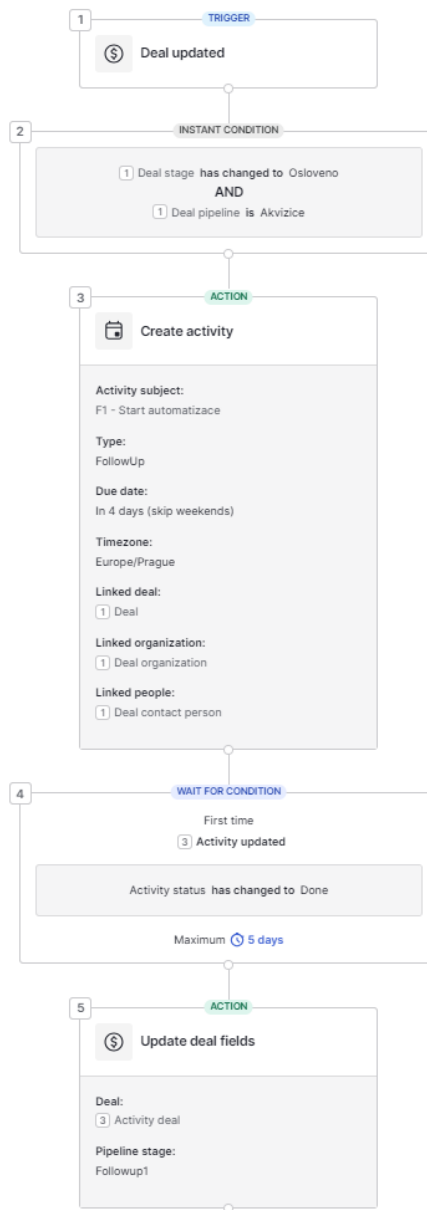 1
TRIGGER
Deal updated
2
INSTANT CONDITION
1 Deal stage has changed to Osloveno
AND
1 Deal pipeline is Akvizice
3
ACTION
Create activity
Activity subject:
F1 - Start automatizace
Type:
FollowUp
Due date:
In 4 days (skip weekends)
Timezone:
Europe/Prague
Linked deal:
1 Deal
Linked organization:
1 Deal organization
Linked people:
1 Deal contact person
4
WAIT FOR CONDITION
First time
3 Activity updated
Activity status has changed to Done
Maximum 5 days
5
ACTION
Update deal fields
Deal:
3 Activity deal
Pipeline stage:
Followup1